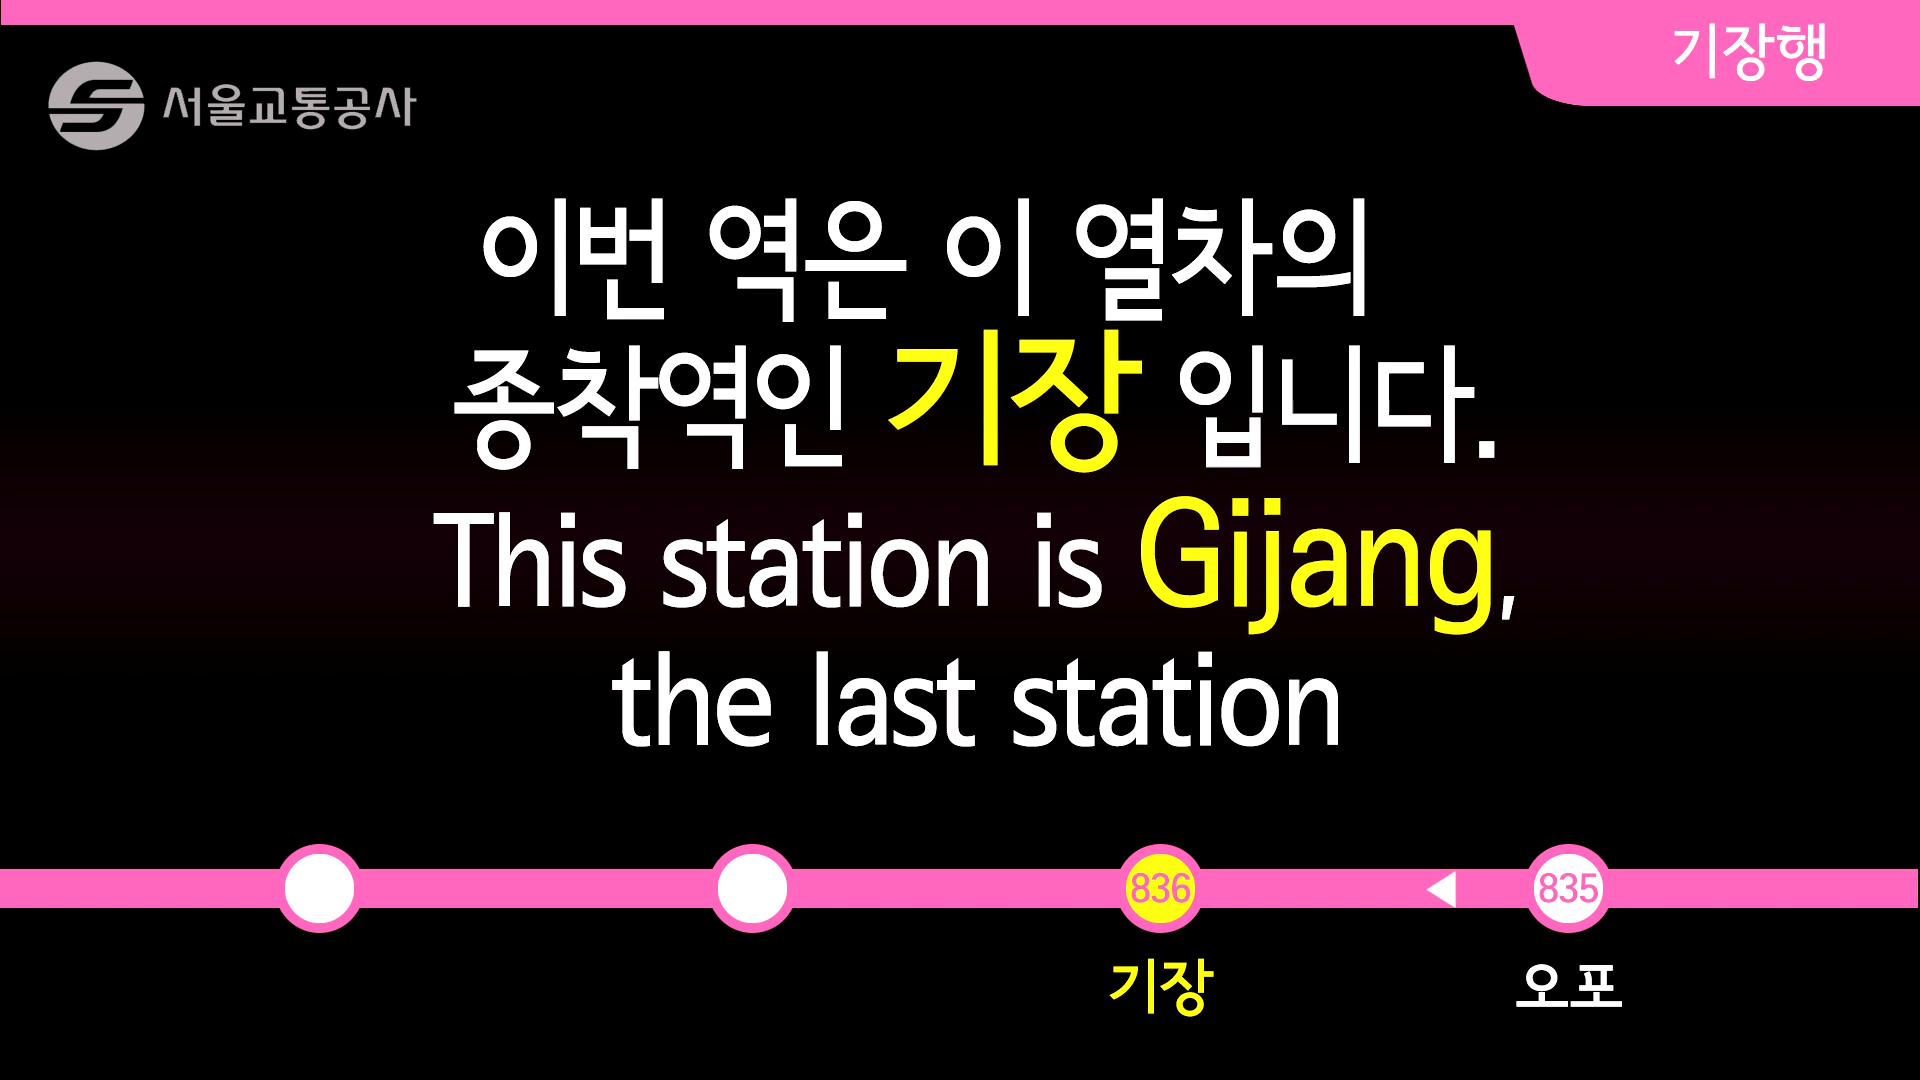 기장행
서울교통공사
이번 역은 이 열차의
종착역인 기장 입니다.
This station is Gijang,
the last station
836
835
기장
오포